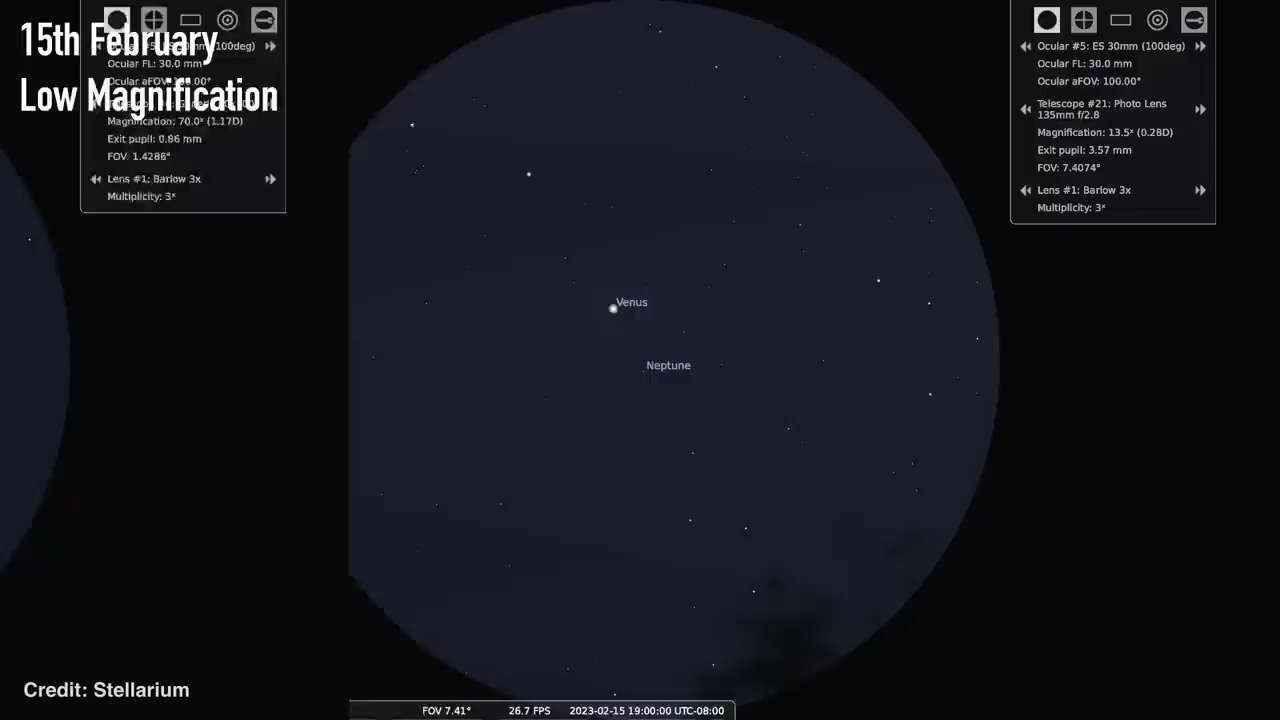 15th February
Low Magnification
100deg)
Ocular FL: 30.0 mm
Ocular aFOV:
Magnification: 70.0ˣ (1.17D)
Exit pupil: 0.86 mm
FOV: 1.4286°
Lens #1: Barlow 3x
Multiplicity: 3ˣ
Ocular #5: ES 30mm (100deg)
Ocular FL: 30.0 mm
Ocular aFOV: 100.00°
Telescope #21: Photo Lens
135mm f/2.8
Magnification: 13.5ˣ (0.28D)
Exit pupil: 3.57 mm
FOV: 7.4074°
Lens #1: Barlow 3x
Multiplicity: 3ˣ
Venus
Neptune
Credit: Stellarium
FOV 7.41° 26.7 FPS 2023-02-15 19:00:00 UTC-08:00